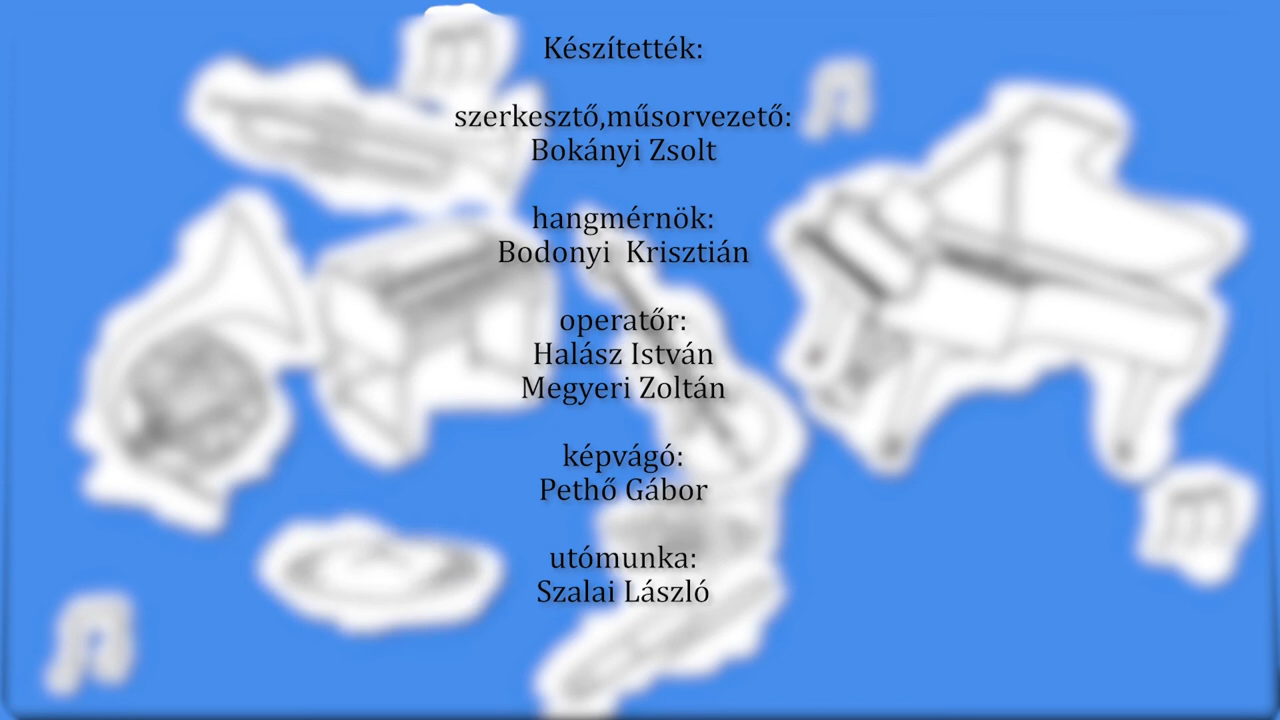 Készítették:
szerkesztő,műsorvezető:
Bokányi Zsolt
hangmérnök:
Bodonyi  Krisztián
operatőr:
Halász István
Megyeri Zoltán
képvágó:
Pethő Gábor
utómunka:
Szalai László